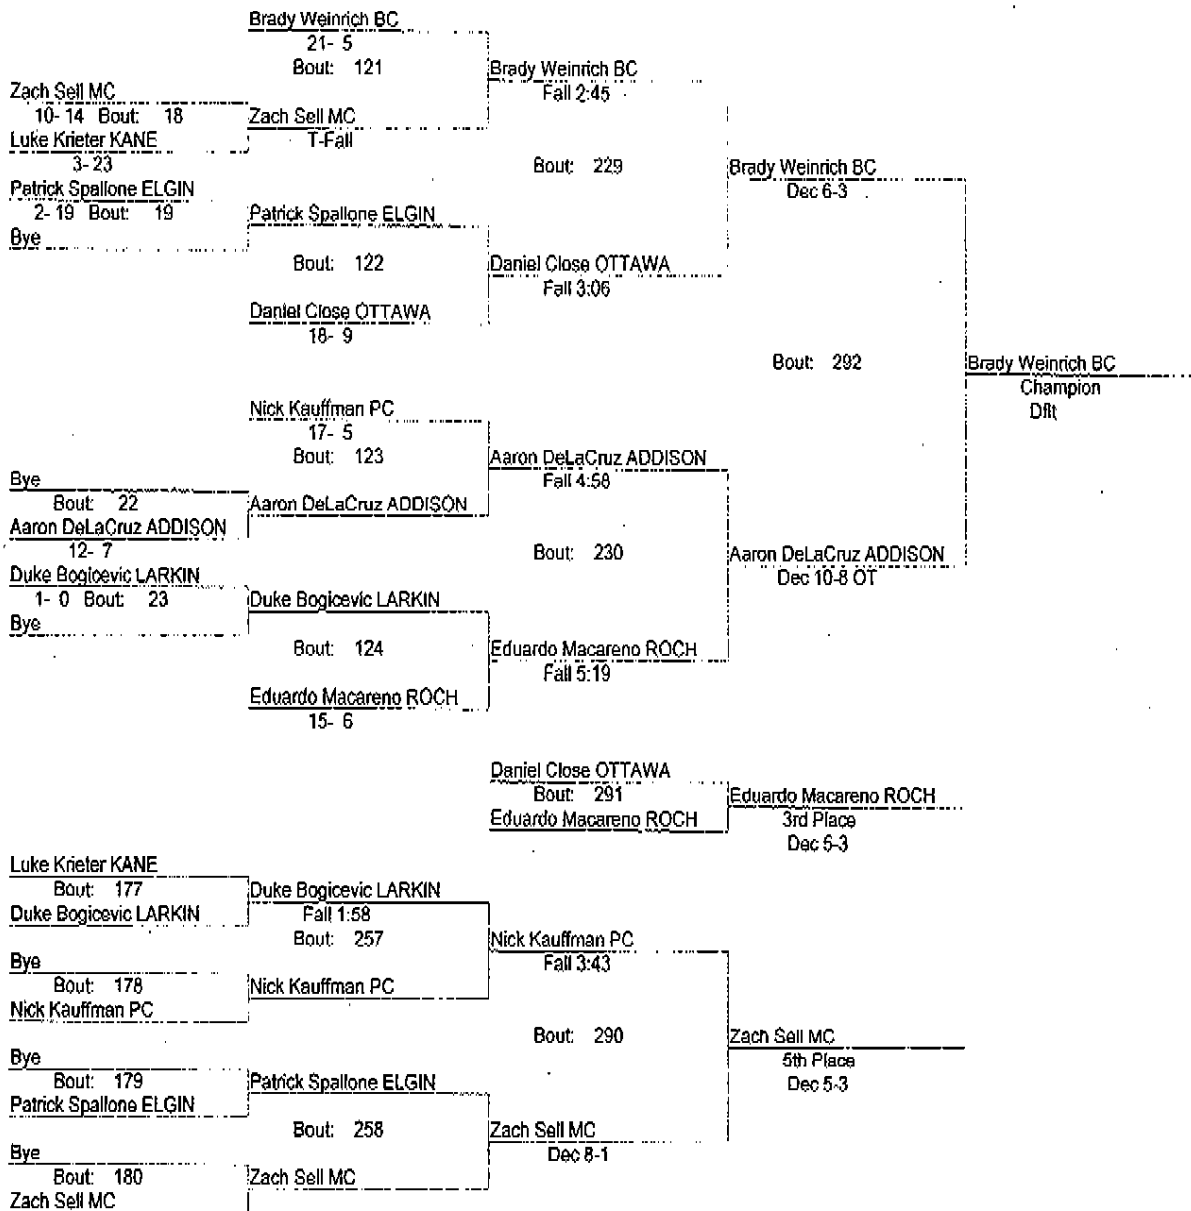 Brady Weinrich BC
21- 5
Bout: 121
Brady Weinrich BC
Fall 2:45
Zach Sell MC
10- 14 Bout: 18
Zach Sell MC
T-Fall
Luke Krieter KANE
3- 23
Bout: 229
Brady Weinrich BC
Dec 6-3
Patrick Spallone ELGIN
2- 19 Bout: 19
Patrick Spallone ELGIN
Bye
Bout: 122
Daniel Close OTTAWA
Fall 3:06
Daniel Close OTTAWA
18- 9
Bout: 292
Brady Weinrich BC
Champion
Dflt
Nick Kauffman PC
17- 5
Bout: 123
Aaron DeLaCruz ADDISON
Fall 4:58
Bye
Bout: 22
Aaron DeLaCruz ADDISON
Aaron DeLaCruz ADDISON
12- 7
Bout: 230
Aaron DeLaCruz ADDISON
Dec 10-8 OT
Duke Bogicevic LARKIN
1- 0 Bout: 23
Duke Bogicevic LARKIN
Bye
Bout: 124
Eduardo Macareno ROCH
Fall 5:19
Eduardo Macareno ROCH
15- 6
Daniel Close OTTAWA
Bout: 291
Eduardo Macareno ROCH
Eduardo Macareno ROCH
3rd Place
Dec 5-3
Luke Krieter KANE
Bout: 177
Duke Bogicevic LARKIN
Duke Bogicevic LARKIN
Fall 1:58
Bout: 257
Nick Kauffman PC
Fall 3:43
Bye
Bout: 178
Nick Kauffman PC
Nick Kauffman PC
Bout: 290
Zach Sell MC
5th Place
Dec 5-3
Bye
Bout: 179
Patrick Spallone ELGIN
Patrick Spallone ELGIN
Bout: 258
Zach Sell MC
Dec 8-1
Bye
Bout: 180
Zach Sell MC
Zach Sell MC